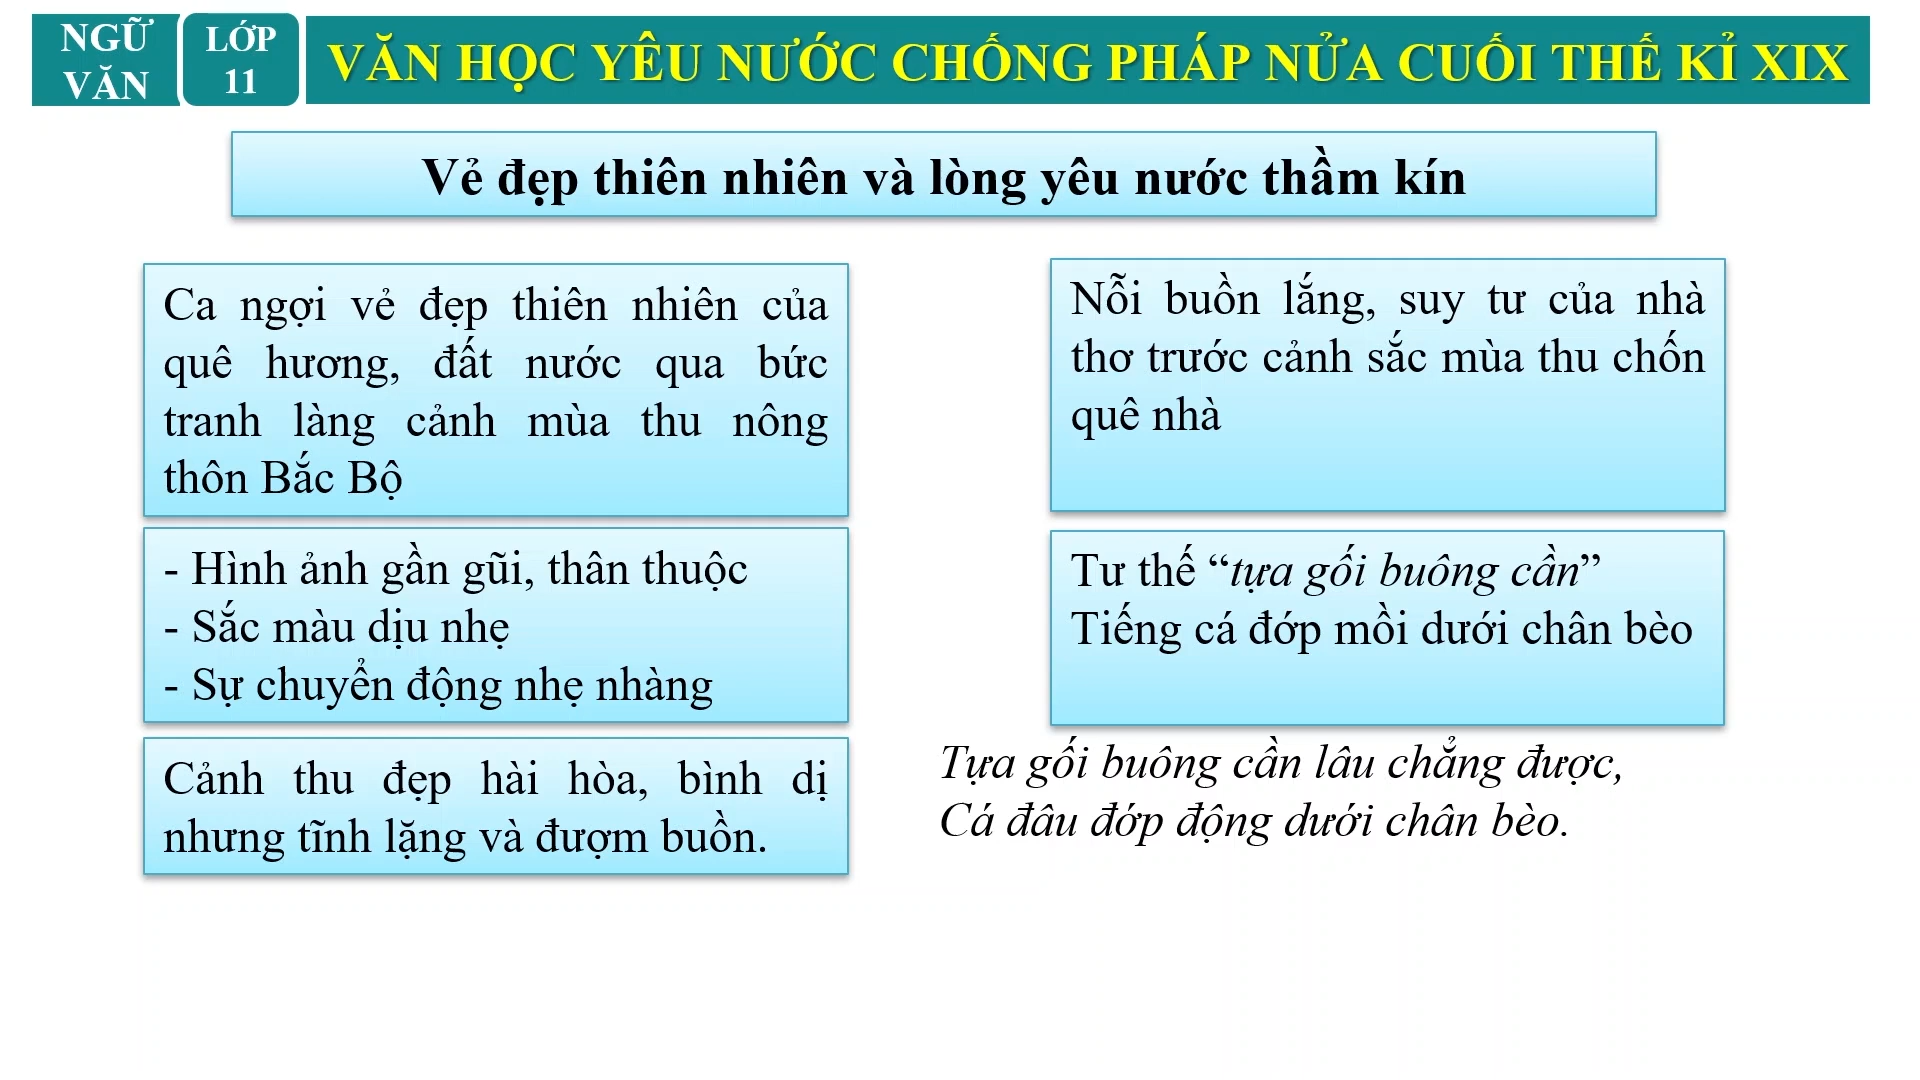 NGỮ
VĂN
LỚP
11
VĂN HỌC YÊU NƯỚC CHỐNG PHÁP NỬA CUỐI THẾ KỈ XIX
Vẻ đẹp thiên nhiên và lòng yêu nước thầm kín
Ca ngợi vẻ đẹp thiên nhiên của
quê hương, đất nước qua bức
tranh làng cảnh mùa thu nông
thôn Bắc Bộ
- Hình ảnh gần gũi, thân thuộc
- Sắc màu dịu nhẹ
- Sự chuyển động nhẹ nhàng
Cảnh thu đẹp hài hòa, bình dị
nhưng tĩnh lặng và đượm buồn.
Nỗi buồn lắng, suy tư của nhà
thơ trước cảnh sắc mùa thu chốn
quê nhà
Tư thế “tựa gối buông cần”
Tiếng cá đớp mồi dưới chân bèo
Tựa gối buông cần lâu chẳng được,
Cá đâu đớp động dưới chân bèo.